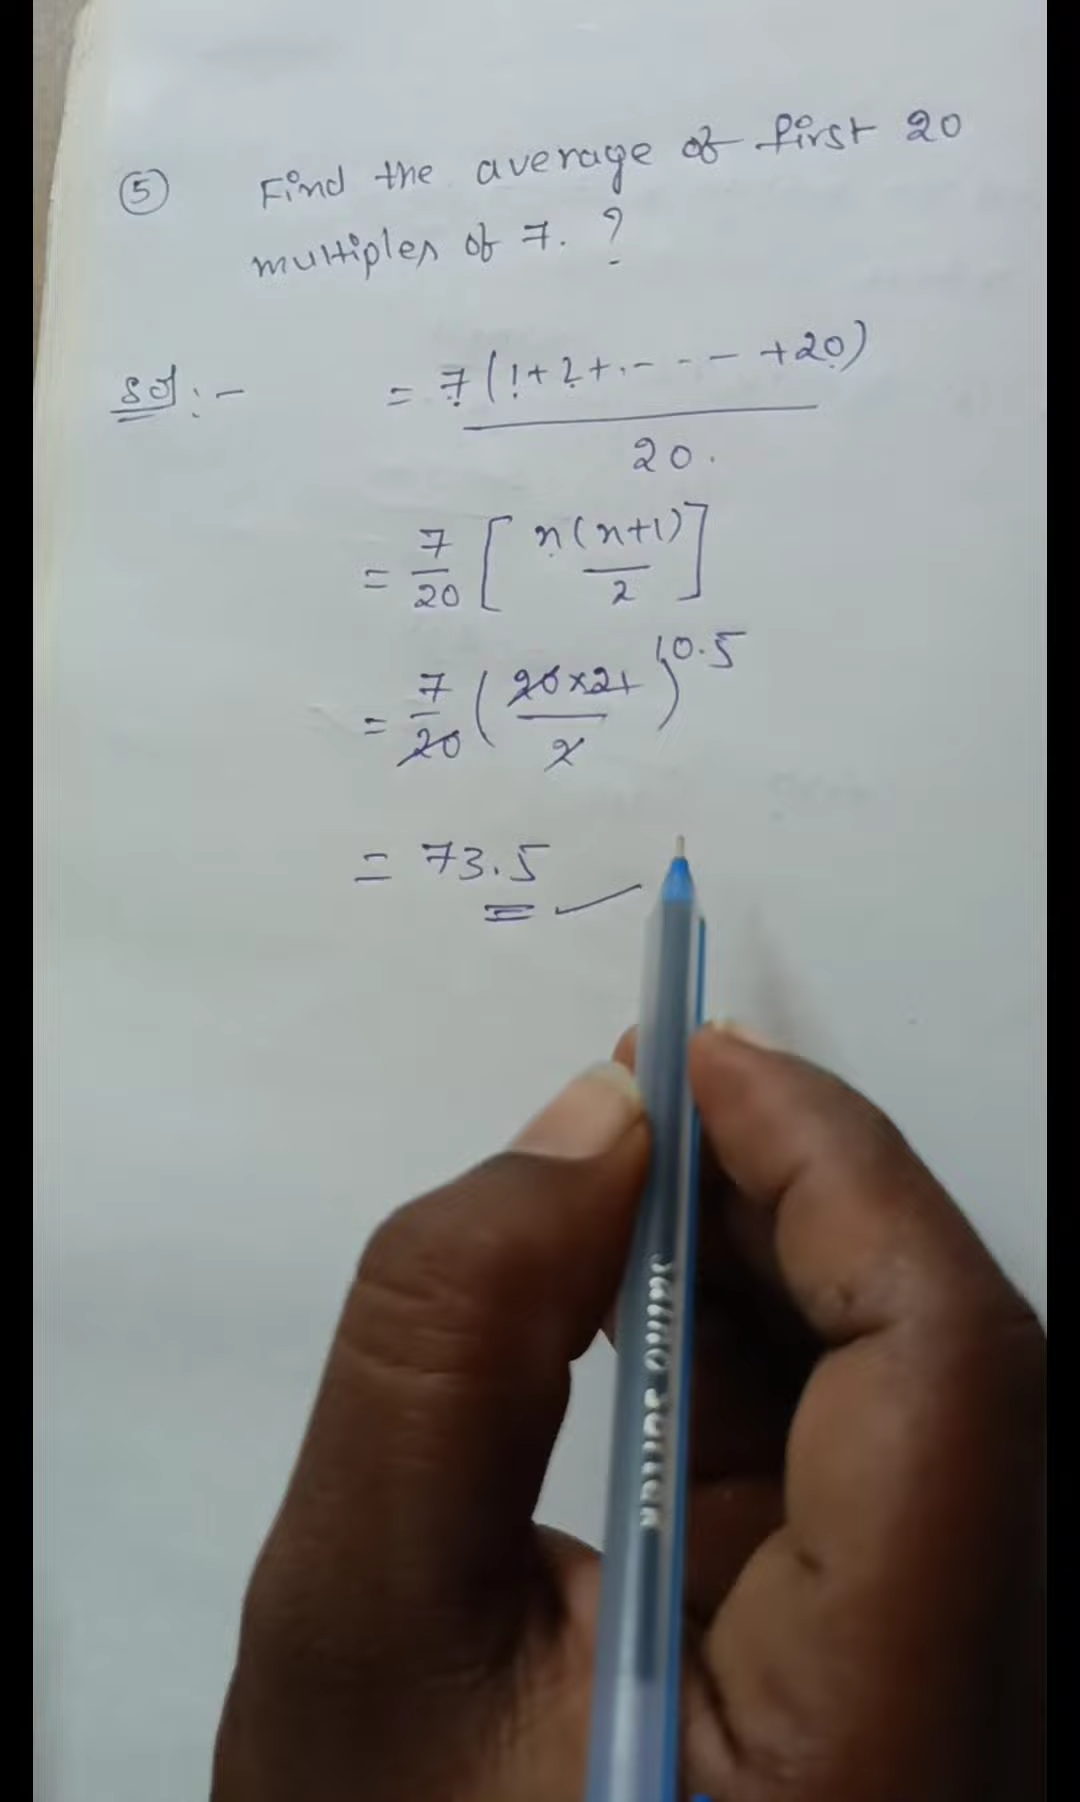 ⑤ Find the average of first 20
multiples of 7. ?
Sol :- = 7(1+2+.--- +20)
20.
= 7/20 [n(n+1)/2]
= 7/20 (20×21/2) 10.5
= 73.5